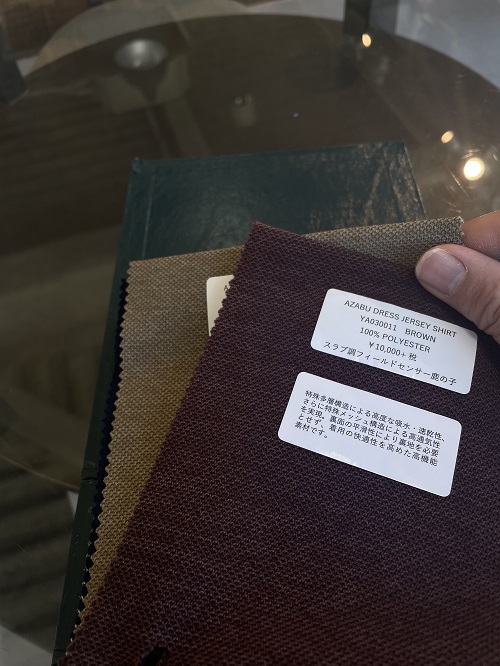 AZABU DRESS JERSEY SHIRT
YA030011 BROWN
100% POLYESTER
￥10,000+ 税
スラブ調フィールドセンサー鹿の子
特殊多層構造による高度な吸水・速乾性、
さらに特殊メッシュ構造による高通気性
を実現。裏面の平滑性により裏地を必要
とせず、着用の快適性を高めた高機能
素材です。